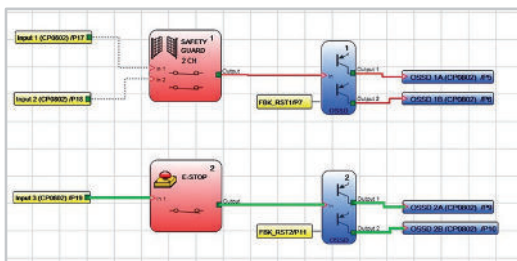 Input 1 (CP0802) /P17
Input 2 (CP0802) /P18
1
SAFETY
GUARD
2 CH
In 1
In 2
Output
1
In
Output 1
Output 2
FBK_RST1/P7
OSSD
OSSD 1A (CP0802) /P5
OSSD 1B (CP0802) /P6
Input 3 (CP0802) /P19
2
E-STOP
In 1
Output
2
In
Output 1
Output 2
FBK_RST2/P11
OSSD
OSSD 2A (CP0802) /P9
OSSD 2B (CP0802) /P10